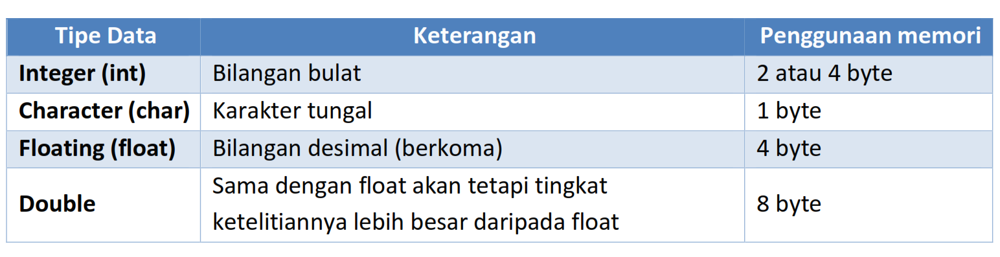 Tipe Data Keterangan Penggunaan memori
Integer (int) Bilangan bulat 2 atau 4 byte
Character (char) Karakter tungal 1 byte
Floating (float) Bilangan desimal (berkoma) 4 byte
Double Sama dengan float akan tetapi tingkat
ketelitiannya lebih besar daripada float 8 byte